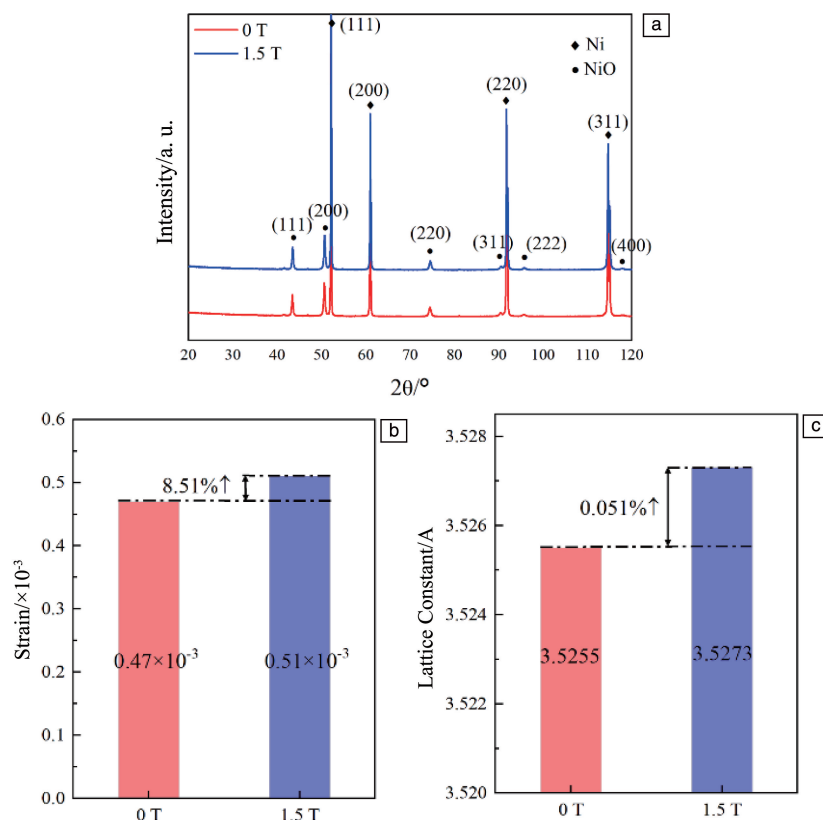 0 T
1.5 T
a
◆ Ni
● NiO
(111)
(200)
(220)
(311)
(111)
(200)
(220)
(311)
(222)
(400)
Intensity/a. u.
20 30 40 50 60 70 80 90 100 110 120
2θ/°
b
0.6
0.5
0.4
0.3
0.2
0.1
0.0
Strain/×10⁻³
8.51%↑
0.47×10⁻³
0.51×10⁻³
0 T 1.5 T
c
3.528
3.526
3.524
3.522
3.520
Lattice Constant/A
0.051%↑
3.5255
3.5273
0 T 1.5 T